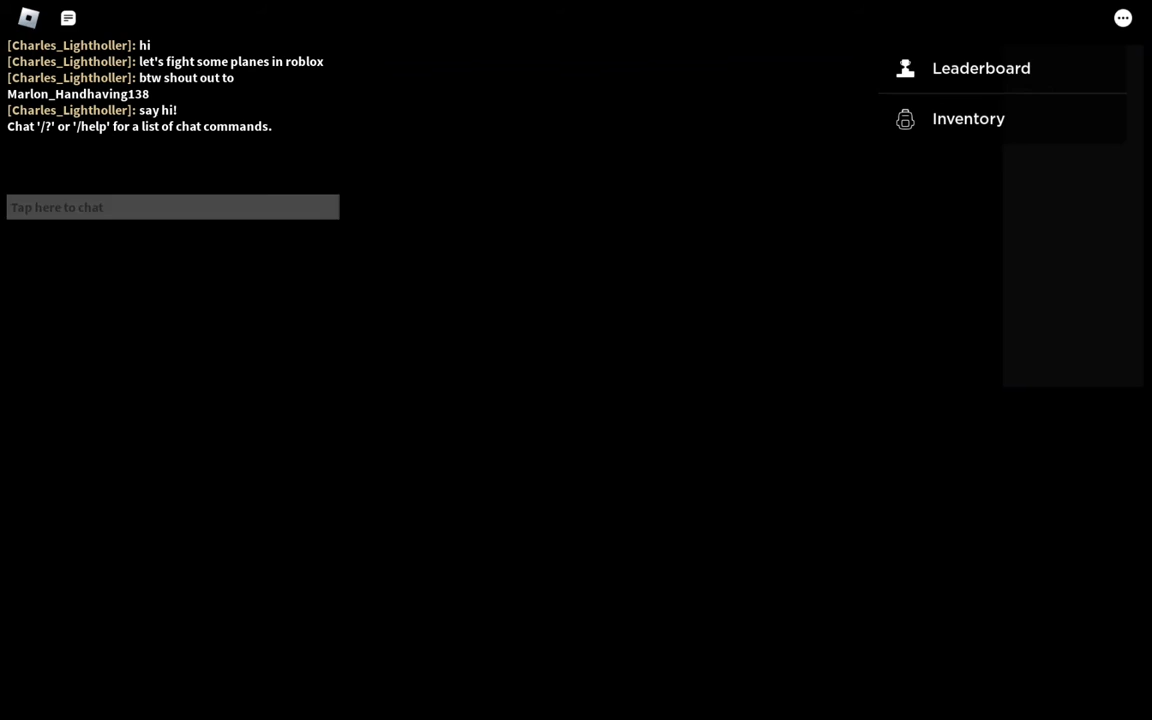 [Charles_Lightholler]: hi
[Charles_Lightholler]: let's fight some planes in roblox
[Charles_Lightholler]: btw shout out to
Marlon_Handhaving138
[Charles_Lightholler]: say hi!
Chat '/?' or '/help' for a list of chat commands.
Tap here to chat
Leaderboard
Inventory